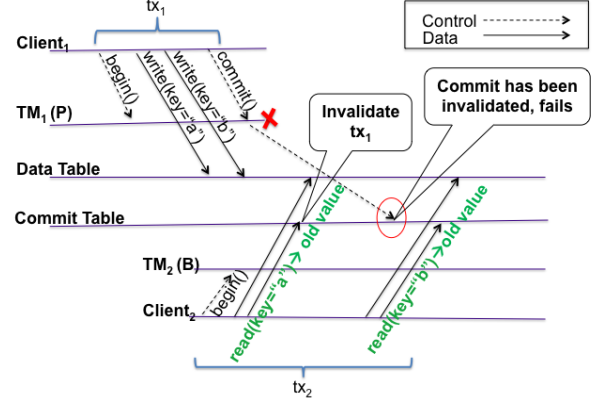 tx1
Control
Data
Client1
begin()
write(key="a")
write(key="b")
commit()
Commit has been
invalidated, fails
Invalidate
tx1
TM1 (P)
Data Table
Commit Table
TM2 (B)
begin()
Client2
read(key="a")→ old value
read(key="b")→old value
tx2